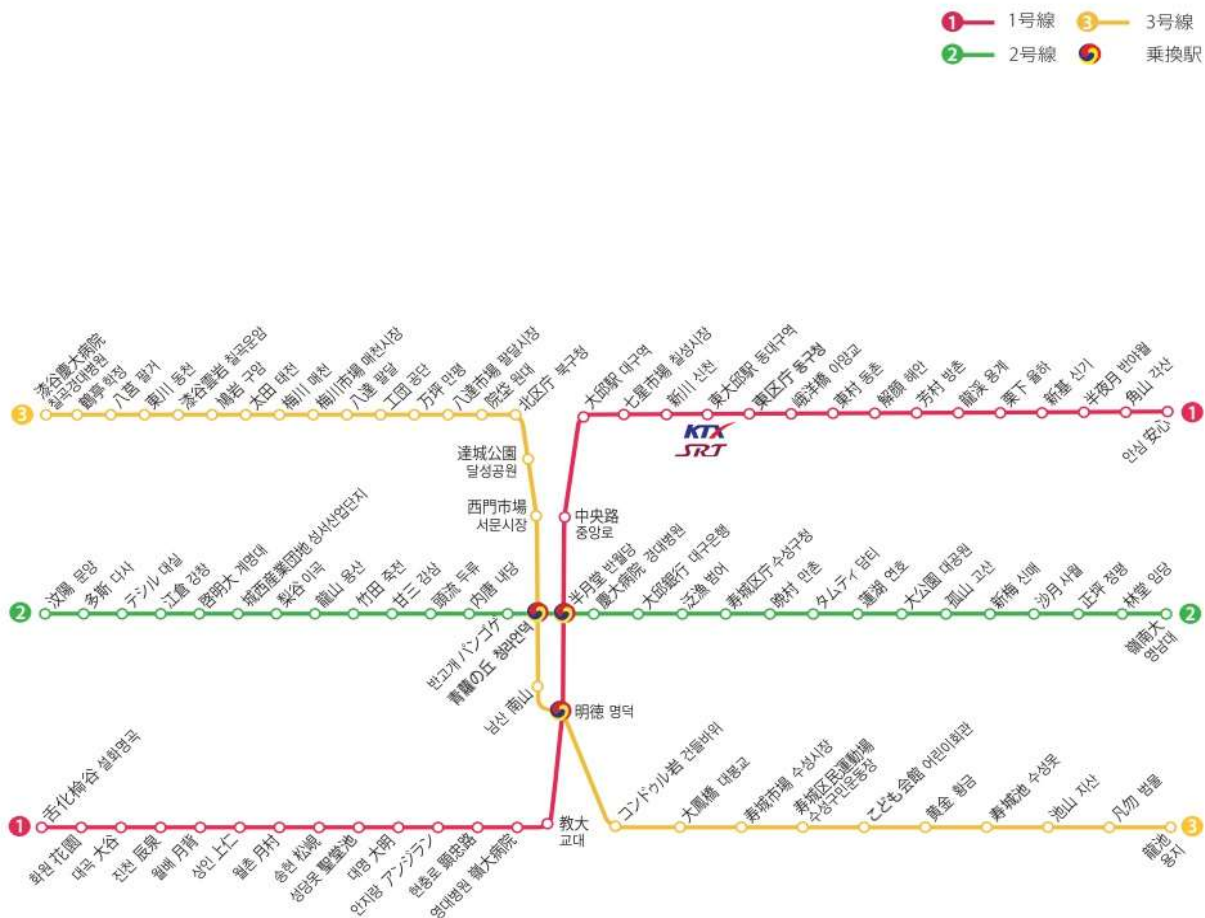 1 1号線
3 3号線
2 2号線
乗換駅
3
漆谷慶大病院
칠곡경대병원
鶴亭 학정
八莒 팔거
東川 동천
漆谷雲岩 칠곡운암
鳩岩 구암
太田 태전
梅川 매천
梅川市場 매천시장
八達 팔달
工団 공단
万坪 만평
八達市場 팔달시장
院垈 원대
北区庁 북구청
達城公園
달성공원
西門市場
서문시장
大邱駅 대구역
七星市場 칠성시장
新川 신천
東大邱駅 동대구역
KTX
SRT
東区庁 동구청
峨洋橋 아양교
東村 동촌
解顔 해안
芳村 방촌
龍渓 용계
栗下 율하
新基 신기
半夜月 반야월
角山 각산
안심 安心
1
中央路
중앙로
2
汶陽 문양
多斯 다사
テシル 대실
江倉 강창
啓明大 계명대
城西産業団地 성서산업단지
梨谷 이곡
龍山 용산
竹田 죽전
甘三 감삼
頭流 두류
内唐 내당
반고개 パンゴゲ
青蘿の丘 청라언덕
半月堂 반월당
慶大病院 경대병원
大邱銀行 대구은행
泛漁 범어
寿城区庁 수성구청
晩村 만촌
タムティ 담티
蓮湖 연호
大公園 대공원
孤山 고산
新梅 신매
沙月 사월
正坪 정평
林堂 임당
嶺南大
영남대
2
남산 南山
明徳 명덕
1
舌化椧谷 설화명곡
화원 花園
대곡 大谷
진천 辰泉
월배 月背
상인 上仁
월촌 月村
송현 松峴
성당못 聖堂池
대명 大明
안지랑 アンジラン
현충로 顕忠路
영대병원 嶺大病院
教大
교대
コンドゥル岩 건들바위
大鳳橋 대봉교
寿城市場 수성시장
寿城区民運動場
수성구민운동장
こども会館 어린이회관
黄金 황금
寿城池 수성못
池山 지산
凡勿 범물
龍池
용지
3